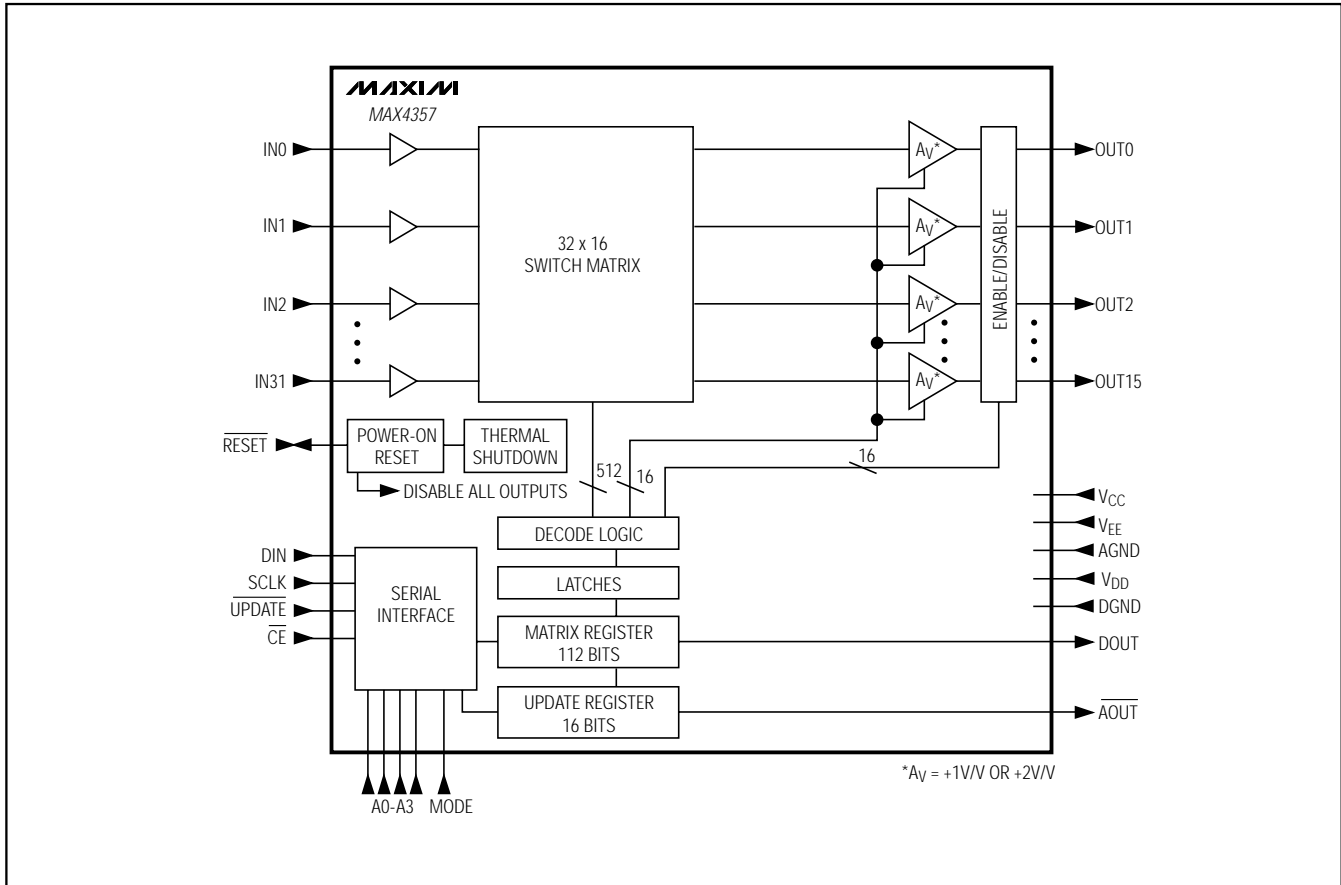 MAXIM
MAX4357
IN0
IN1
IN2
IN31
32 x 16
SWITCH MATRIX
AV*
AV*
AV*
AV*
ENABLE/DISABLE
OUT0
OUT1
OUT2
OUT15
RESET
POWER-ON
RESET
THERMAL
SHUTDOWN
DISABLE ALL OUTPUTS
512
16
16
DECODE LOGIC
LATCHES
MATRIX REGISTER
112 BITS
UPDATE REGISTER
16 BITS
DIN
SCLK
UPDATE
CE
SERIAL
INTERFACE
A0-A3
MODE
VCC
VEE
AGND
VDD
DGND
DOUT
AOUT
*AV = +1V/V OR +2V/V